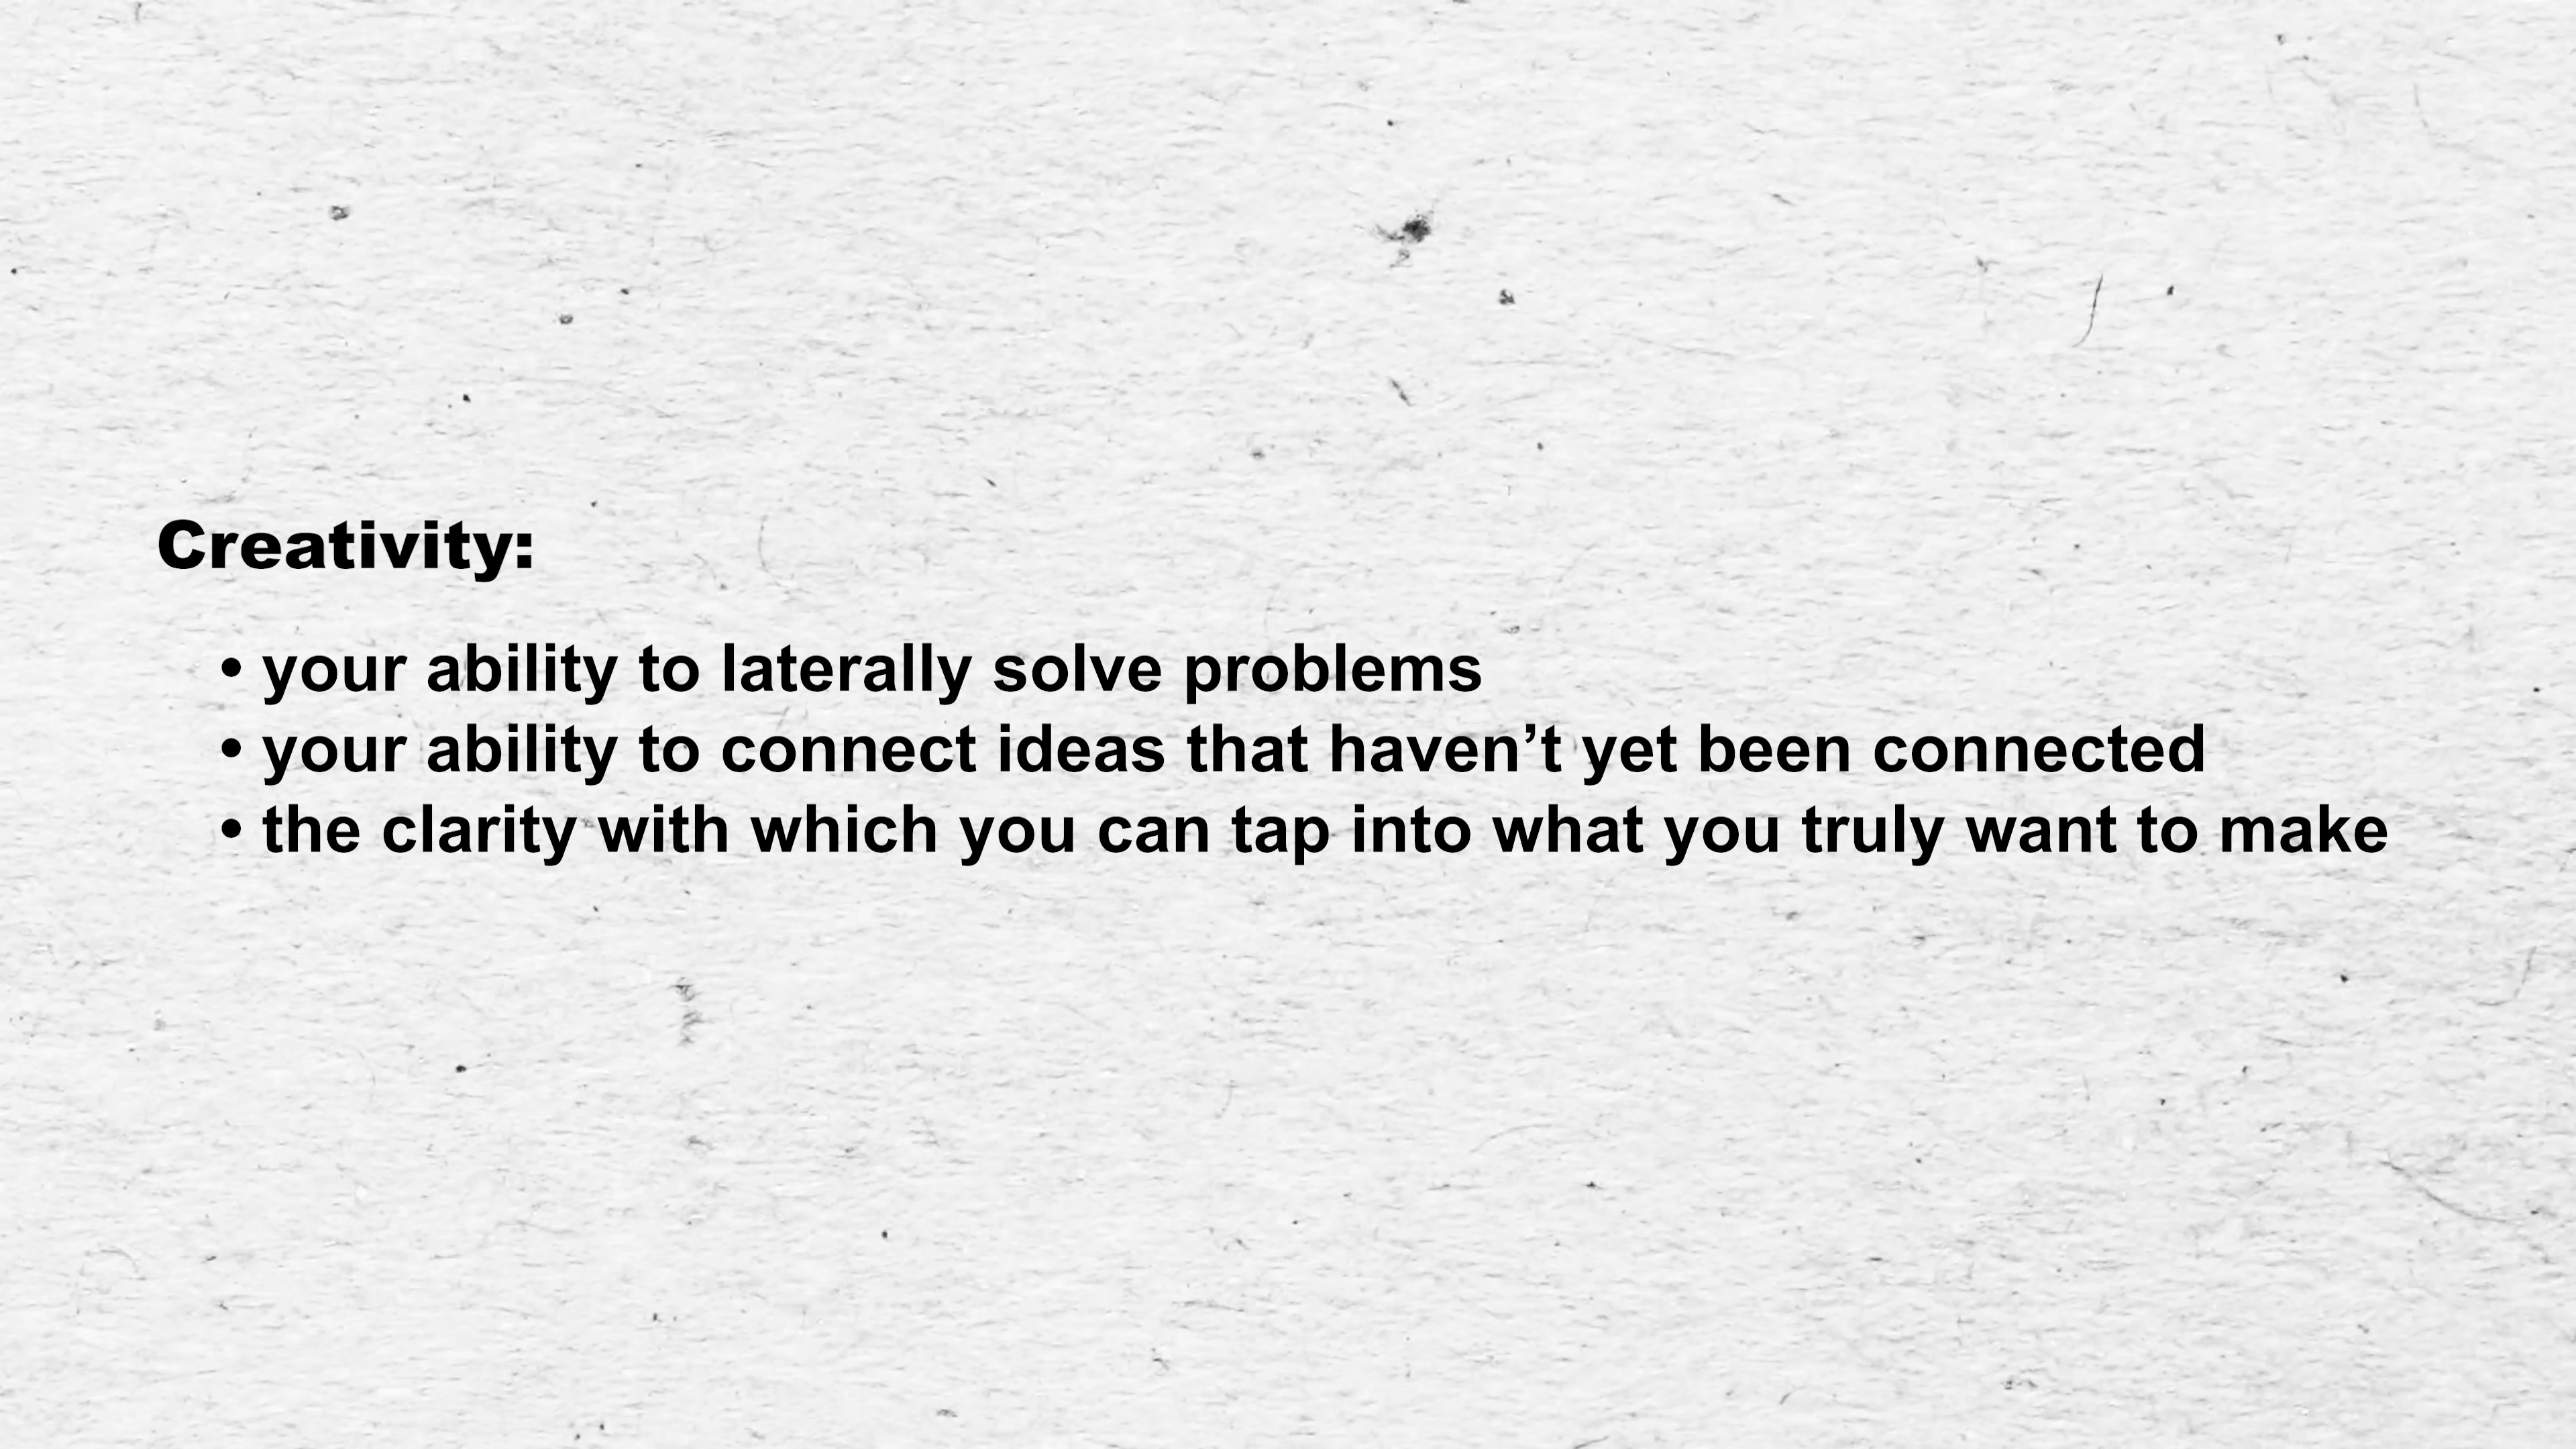 Creativity:
• your ability to laterally solve problems
• your ability to connect ideas that haven’t yet been connected
• the clarity with which you can tap into what you truly want to make